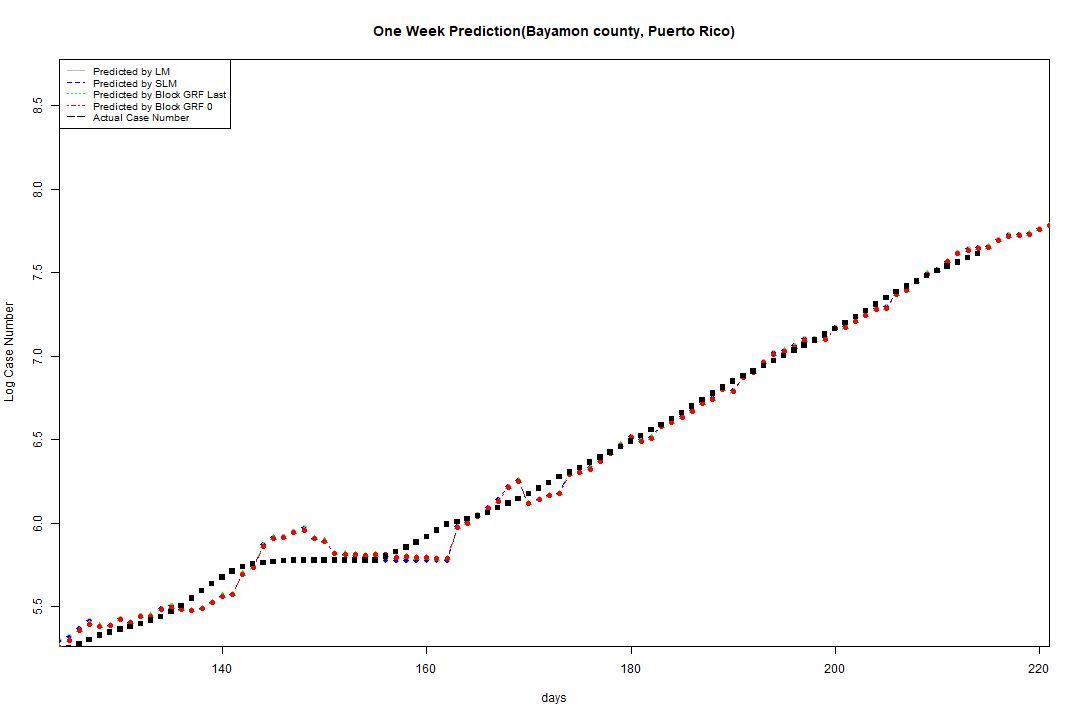 One Week Prediction(Bayamon county, Puerto Rico)
Predicted by LM
Predicted by SLM
Predicted by Block GRF Last
Predicted by Block GRF 0
Actual Case Number
8.5
8.0
7.5
7.0
6.5
6.0
5.5
Log Case Number
140 160 180 200 220
days